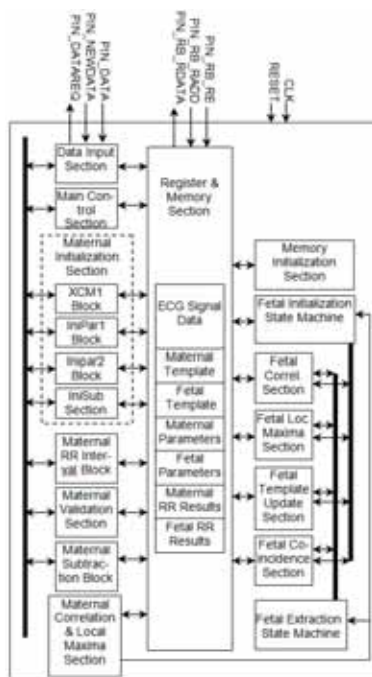 PIN_DATA
PIN_NEWDATA
PIN_DATAREQ
PIN_RB_RE
PIN_RB_RADD
PIN_RB_RDATA
CLK
RESET
Data Input
Section
Main Control
Section
Maternal
Initialization
Section
XCM1
Block
IniPar1
Block
Inipar2
Block
IniSub
Section
Maternal
RR Inter-
val Block
Maternal
Validation
Section
Maternal
Subtrac-
tion Block
Maternal
Correlation
& Local
Maxima
Section
Register &
Memory
Section
ECG Signal
Data
Maternal
Template
Fetal
Template
Maternal
Parameters
Fetal
Parameters
Maternal
RR Results
Fetal RR
Results
Memory
Initialization
Section
Fetal Initialization
State Machine
Fetal
Correl.
Section
Fetal Loc.
Maxima
Section
Fetal
Template
Update
Section
Fetal Co-
incidence
Section
Fetal Extraction
State Machine